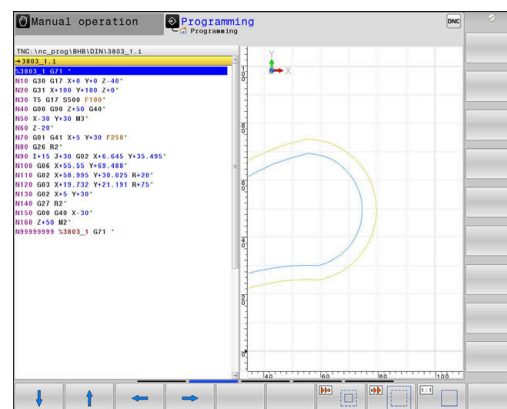 Manual operation
Programming
Programming
DNC
TNC:\nc_prog\BHB\DIN\3803_1.i
→3803_1.i
%3803_1 G71 *
N10 G30 G17 X+0 Y+0 Z-40*
N20 G31 X+100 Y+100 Z+0*
N30 T5 G17 S500 F100*
N40 G00 G90 Z+50 G40*
N50 X-30 Y+30 M3*
N60 Z-20*
N70 G01 G41 X+5 Y+30 F250*
N80 G26 R2*
N90 I+15 J+30 G02 X+6.645 Y+35.495*
N100 G06 X+55.55 Y+69.488*
N110 G02 X+58.995 Y+30.025 R+20*
N120 G03 X+19.732 Y+21.191 R+75*
N130 G02 X+5 Y+30*
N140 G27 R2*
N150 G00 G40 X-30*
N160 Z+50 M2*
N99999999 %3803_1 G71 *
Y
X
40
60
80
100
1:1